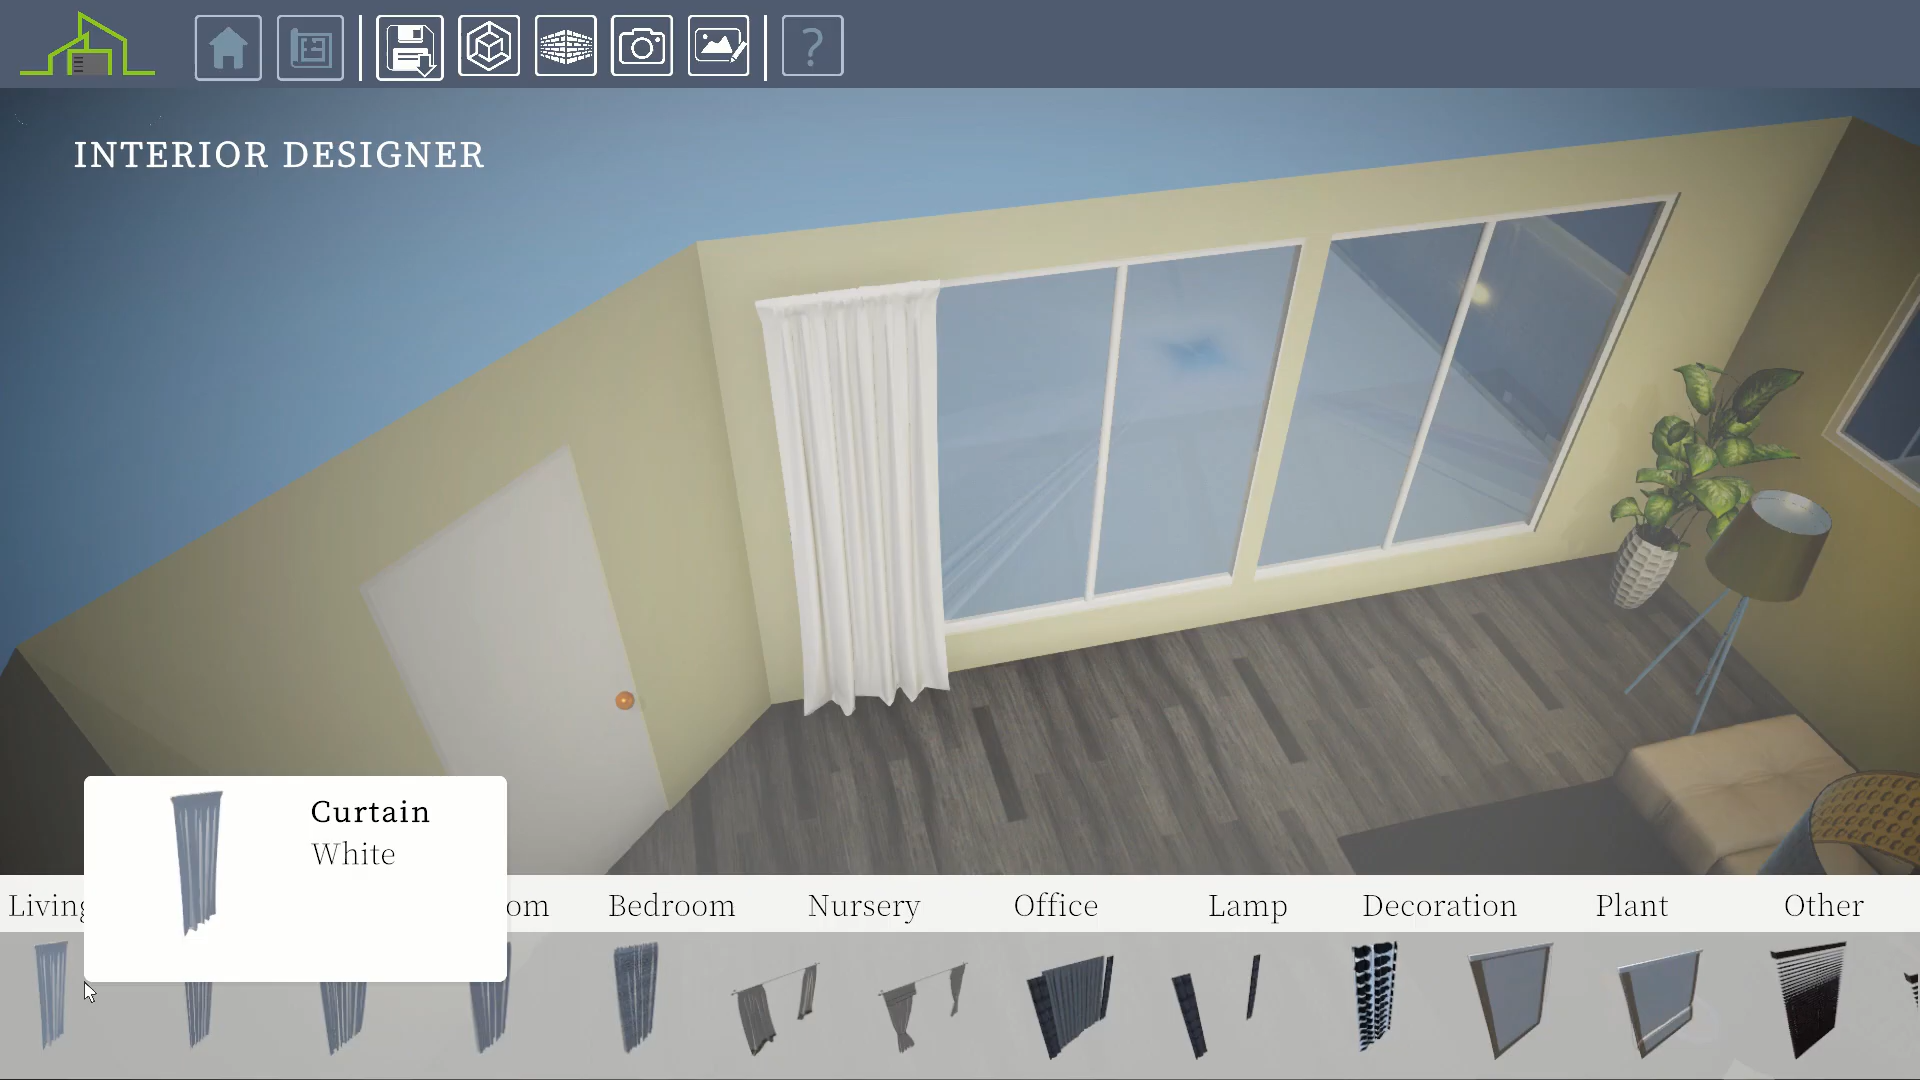 ?
INTERIOR DESIGNER
Curtain
White
Living
om
Bedroom
Nursery
Office
Lamp
Decoration
Plant
Other